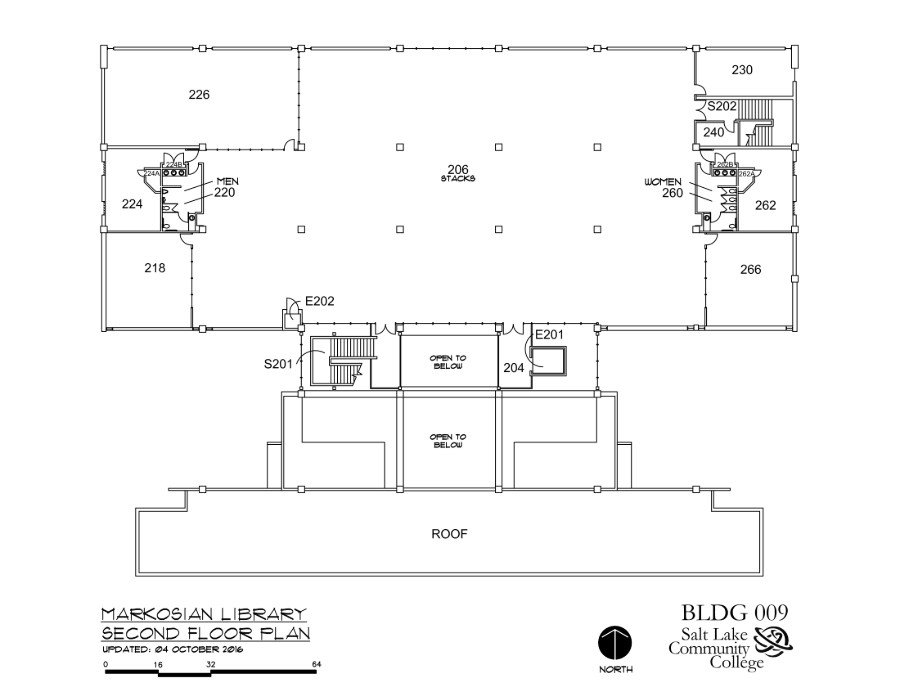 230
226
S202
240
224B
262B
206
STACKS
224A
262A
MEN
220
WOMEN
260
224
262
218
266
E202
E201
S201
OPEN TO
BELOW
204
OPEN TO
BELOW
ROOF
MARKOSIAN LIBRARY
SECOND FLOOR PLAN
UPDATED: 04 OCTOBER 2016
0 16 32 64
NORTH
BLDG 009
Salt Lake
Community
College